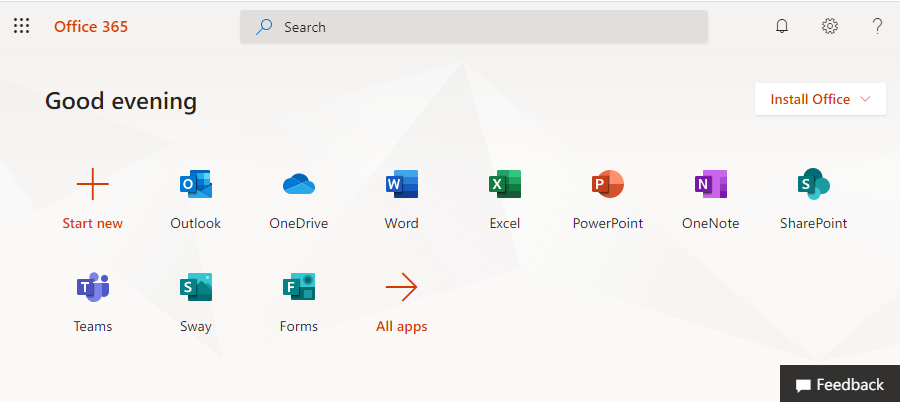 Office 365
Search
Good evening
Install Office
Start new
O
Outlook
OneDrive
W
Word
X
Excel
P
PowerPoint
N
OneNote
S
SharePoint
T
Teams
S
Sway
F
Forms
All apps
Feedback